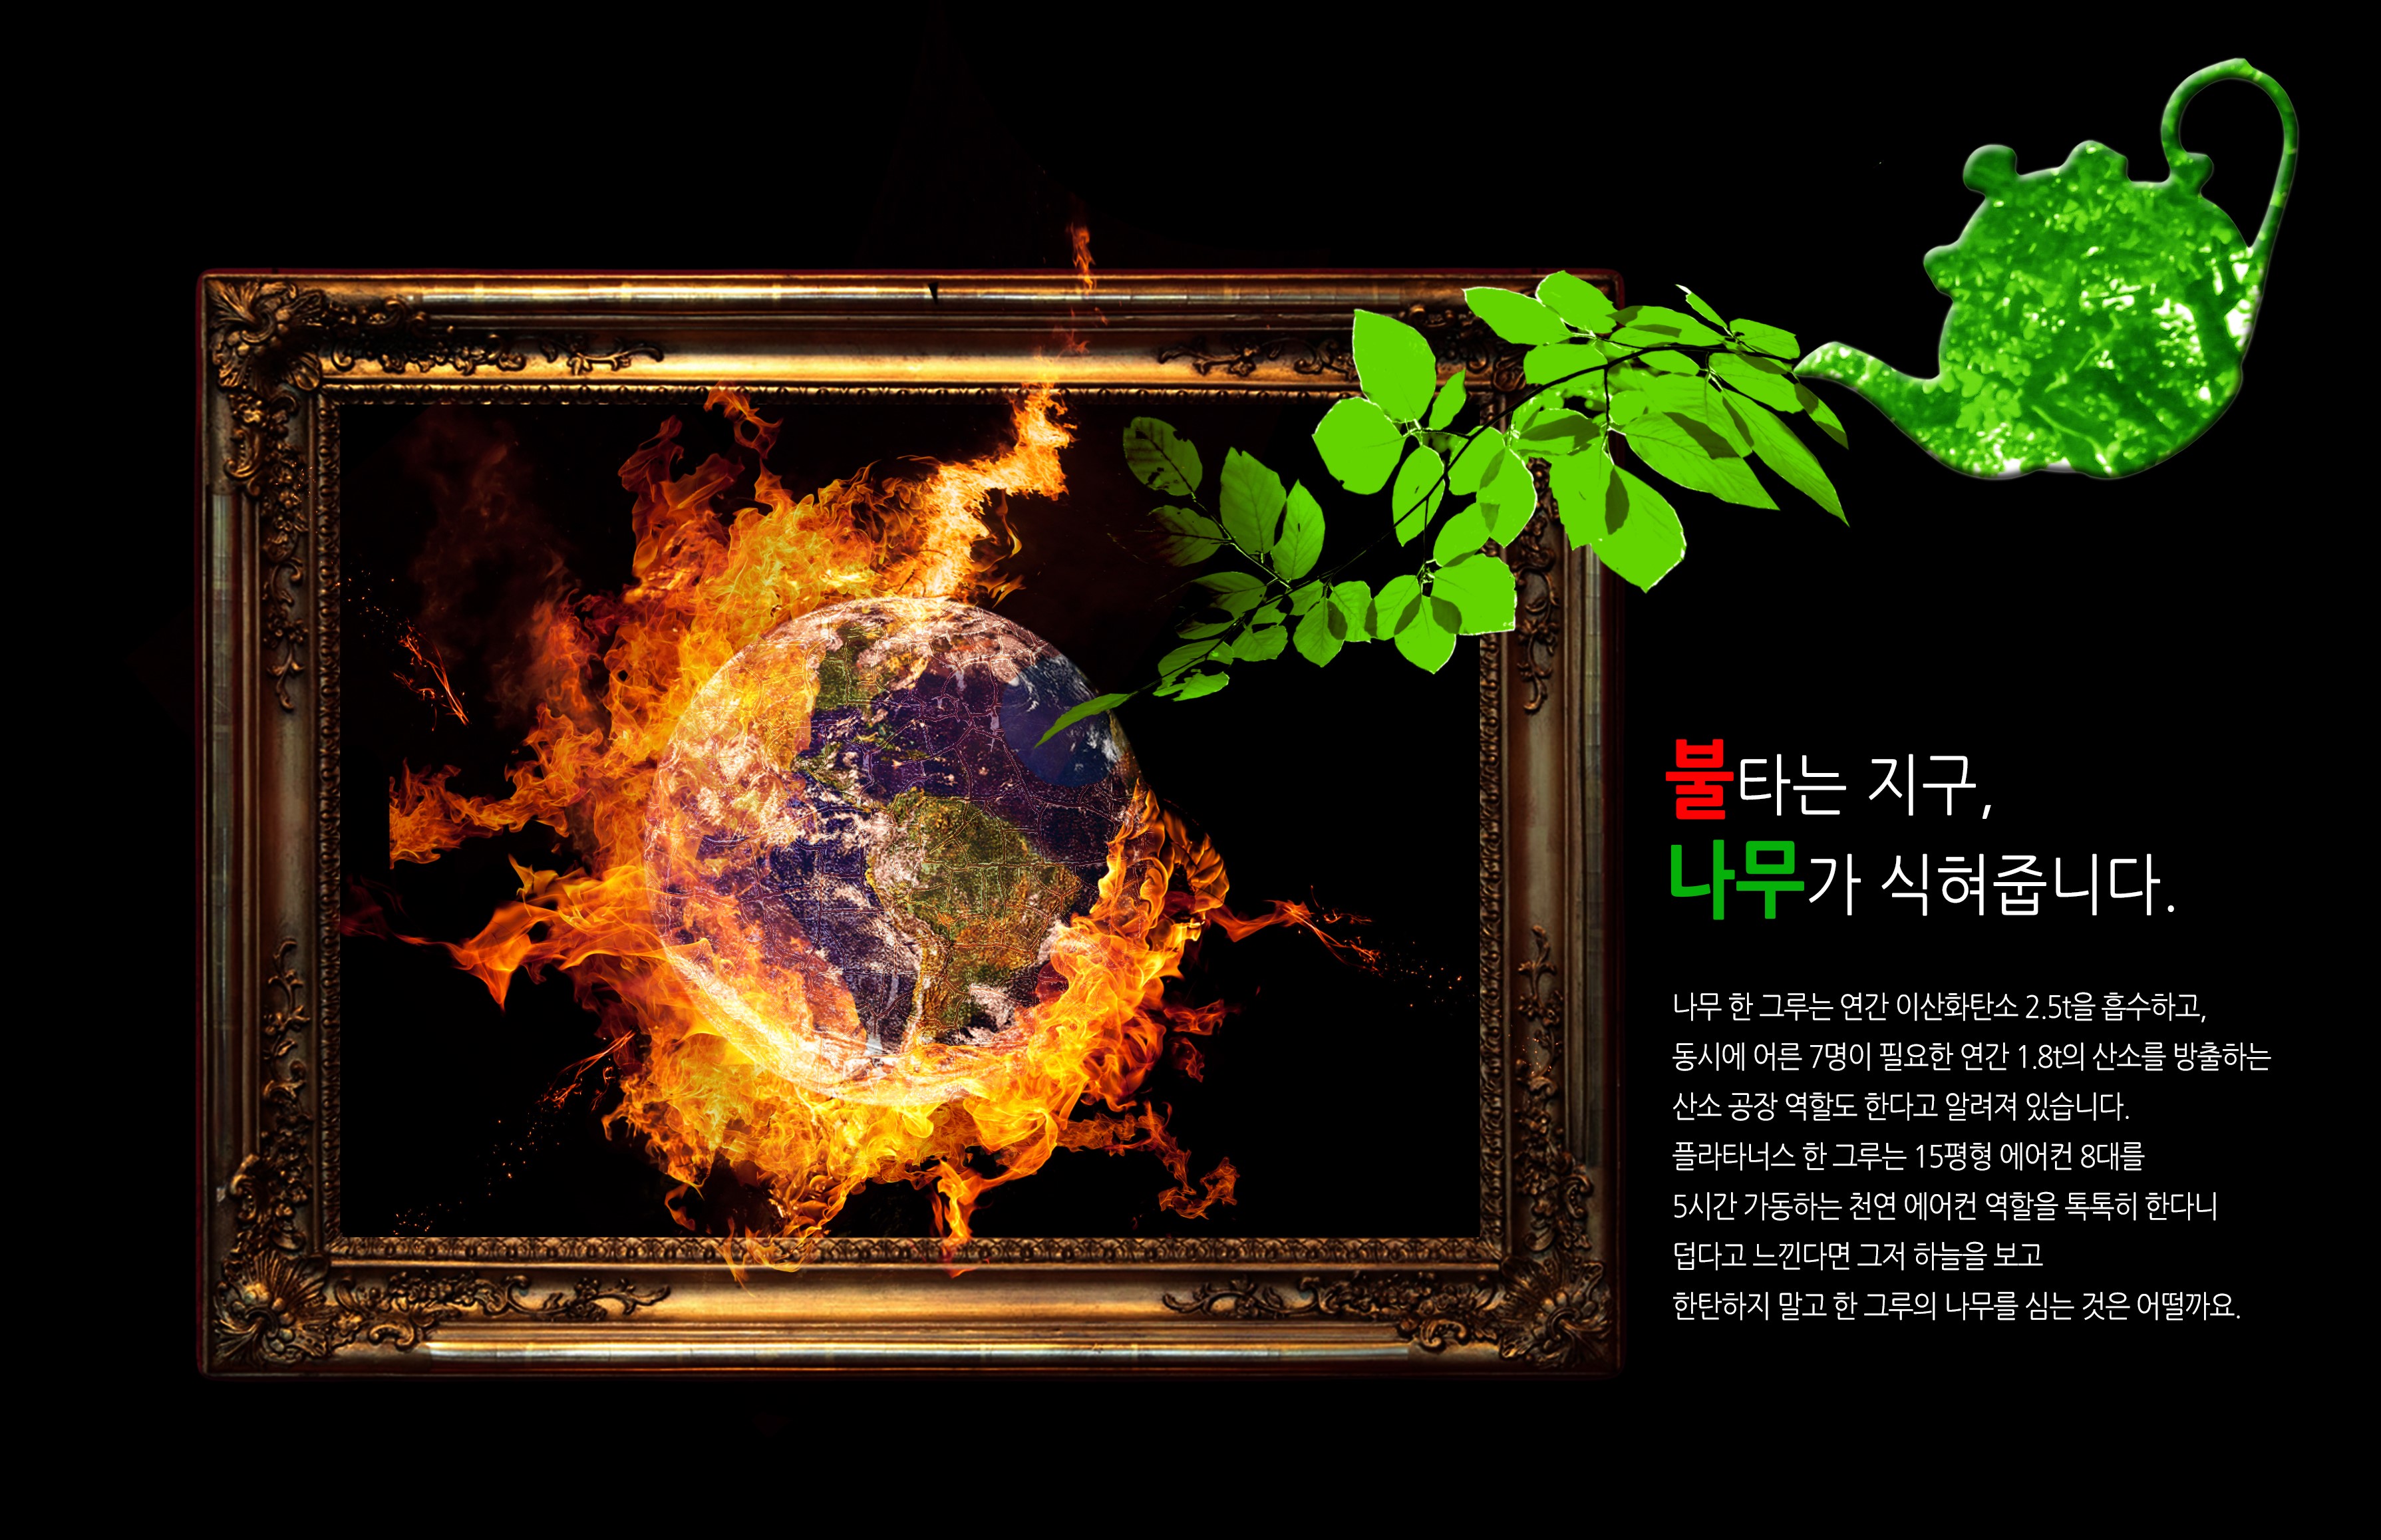 불타는 지구,
나무가 식혀줍니다.
나무 한 그루는 연간 이산화탄소 2.5t을 흡수하고,
동시에 어른 7명이 필요한 연간 1.8t의 산소를 방출하는
산소 공장 역할도 한다고 알려져 있습니다.
플라타너스 한 그루는 15평형 에어컨 8대를
5시간 가동하는 천연 에어컨 역할을 톡톡히 한다니
덥다고 느낀다면 그저 하늘을 보고
한탄하지 말고 한 그루의 나무를 심는 것은 어떨까요.